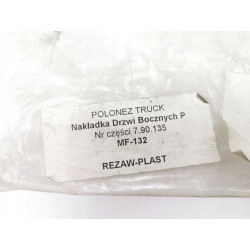 POLONEZ TRUCK
Nakładka Drzwi Bocznych P
Nr części 7.90.135
MF-132
REZAW-PLAST